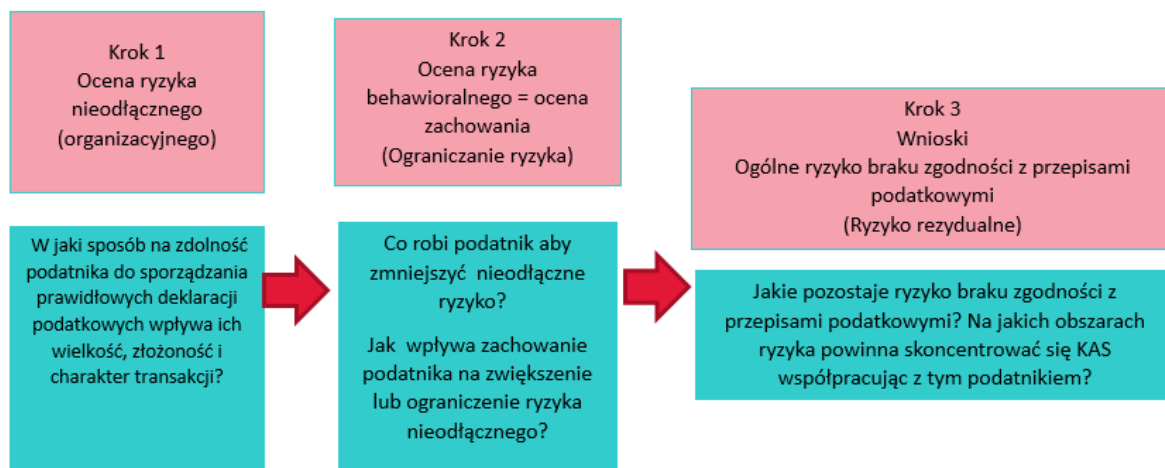 Krok 1
Ocena ryzyka
nieodłącznego
(organizacyjnego)
W jaki sposób na zdolność
podatnika do sporządzania
prawidłowych deklaracji
podatkowych wpływa ich
wielkość, złożoność i
charakter transakcji?
Krok 2
Ocena ryzyka
behawioralnego = ocena
zachowania
(Ograniczanie ryzyka)
Co robi podatnik aby
zmniejszyć nieodłączne
ryzyko?
Jak wpływa zachowanie
podatnika na zwiększenie
lub ograniczenie ryzyka
nieodłącznego?
Krok 3
Wnioski
Ogólne ryzyko braku zgodności z przepisami
podatkowymi
(Ryzyko rezydualne)
Jakie pozostaje ryzyko braku zgodności z
przepisami podatkowymi? Na jakich obszarach
ryzyka powinna skoncentrować się KAS
współpracując z tym podatnikiem?